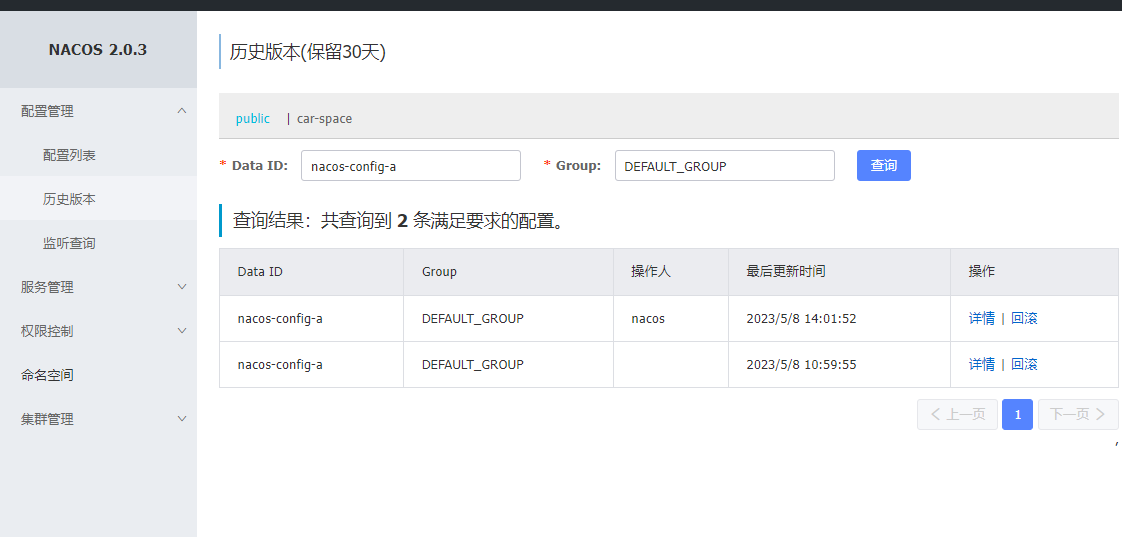 NACOS 2.0.3
配置管理
配置列表
历史版本
监听查询
服务管理
权限控制
命名空间
集群管理
历史版本(保留30天)
public | car-space
* Data ID: nacos-config-a * Group: DEFAULT_GROUP 查询
查询结果：共查询到 2 条满足要求的配置。
Data ID Group 操作人 最后更新时间 操作
nacos-config-a DEFAULT_GROUP nacos 2023/5/8 14:01:52 详情 | 回滚
nacos-config-a DEFAULT_GROUP 2023/5/8 10:59:55 详情 | 回滚
上一页 1 下一页
,